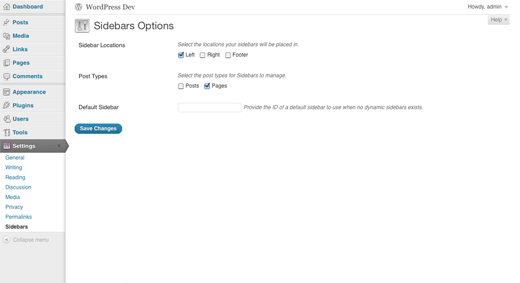 Dashboard
WordPress Dev
Howdy, admin
Help
Posts
Media
Links
Pages
Comments
Appearance
Plugins
Users
Tools
Settings
General
Writing
Reading
Discussion
Media
Privacy
Permalinks
Sidebars
Collapse menu
Sidebars Options
Sidebar Locations
Select the locations your sidebars will be placed in.
Left Right Footer
Post Types
Select the post types for Sidebars to manage.
Posts Pages
Default Sidebar
Provide the ID of a default sidebar to use when no dynamic sidebars exists.
Save Changes